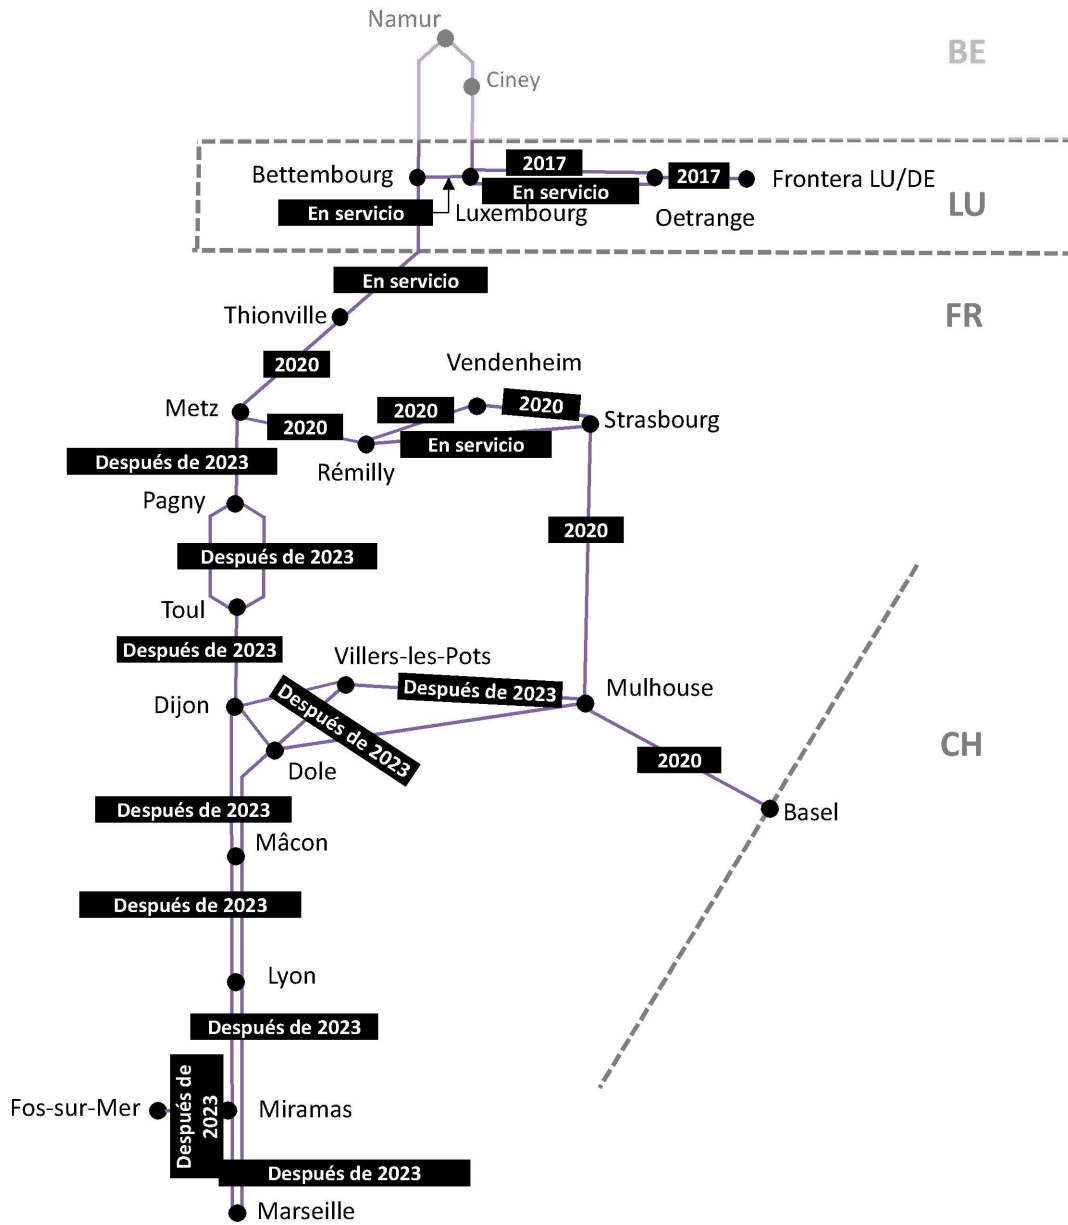 Namur
BE
Ciney
2017
Bettembourg
2017
Frontera LU/DE
En servicio
En servicio
Luxembourg
Oetrange
LU
En servicio
Thionville
FR
2020
Vendenheim
Metz
2020
2020
2020
Strasbourg
En servicio
Después de 2023
Rémilly
Pagny
2020
Después de 2023
Toul
Después de 2023
Villers-les-Pots
Después de 2023
Mulhouse
Dijon
Después de 2023
CH
Dole
2020
Después de 2023
Basel
Mâcon
Después de 2023
Lyon
Después de 2023
Fos-sur-Mer
Después de
2023
Miramas
Después de 2023
Marseille